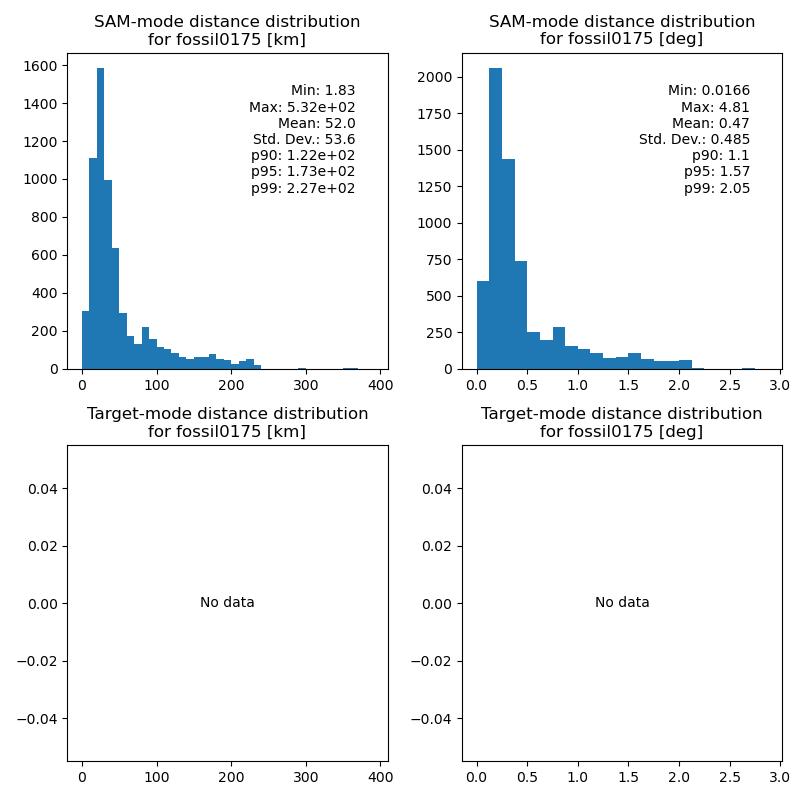 SAM-mode distance distribution
for fossil0175 [km]
1600
1400
1200
1000
800
600
400
200
0
0 100 200 300 400
Min: 1.83
Max: 5.32e+02
Mean: 52.0
Std. Dev.: 53.6
p90: 1.22e+02
p95: 1.73e+02
p99: 2.27e+02
SAM-mode distance distribution
for fossil0175 [deg]
2000
1750
1500
1250
1000
750
500
250
0
0.0 0.5 1.0 1.5 2.0 2.5 3.0
Min: 0.0166
Max: 4.81
Mean: 0.47
Std. Dev.: 0.485
p90: 1.1
p95: 1.57
p99: 2.05
Target-mode distance distribution
for fossil0175 [km]
0.04
0.02
0.00
−0.02
−0.04
No data
0 100 200 300 400
Target-mode distance distribution
for fossil0175 [deg]
0.04
0.02
0.00
−0.02
−0.04
No data
0.0 0.5 1.0 1.5 2.0 2.5 3.0